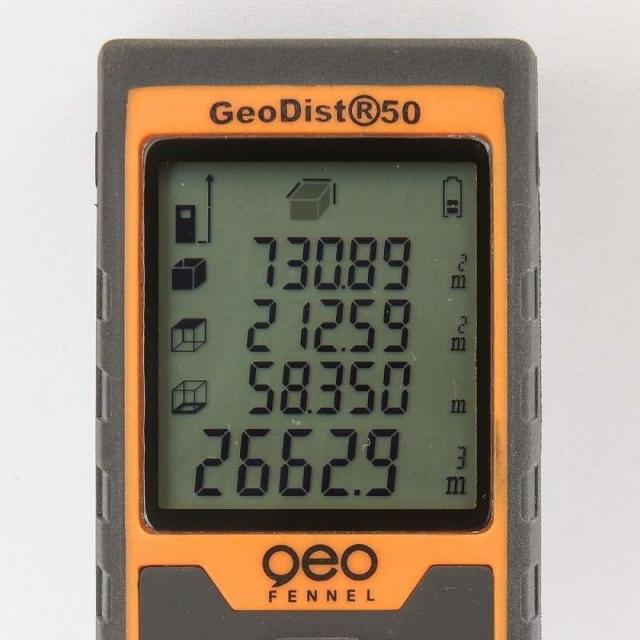 GeoDist®50
730.89 m2
212.59 m2
58.350 m
2662.9 m3
geo
FENNEL